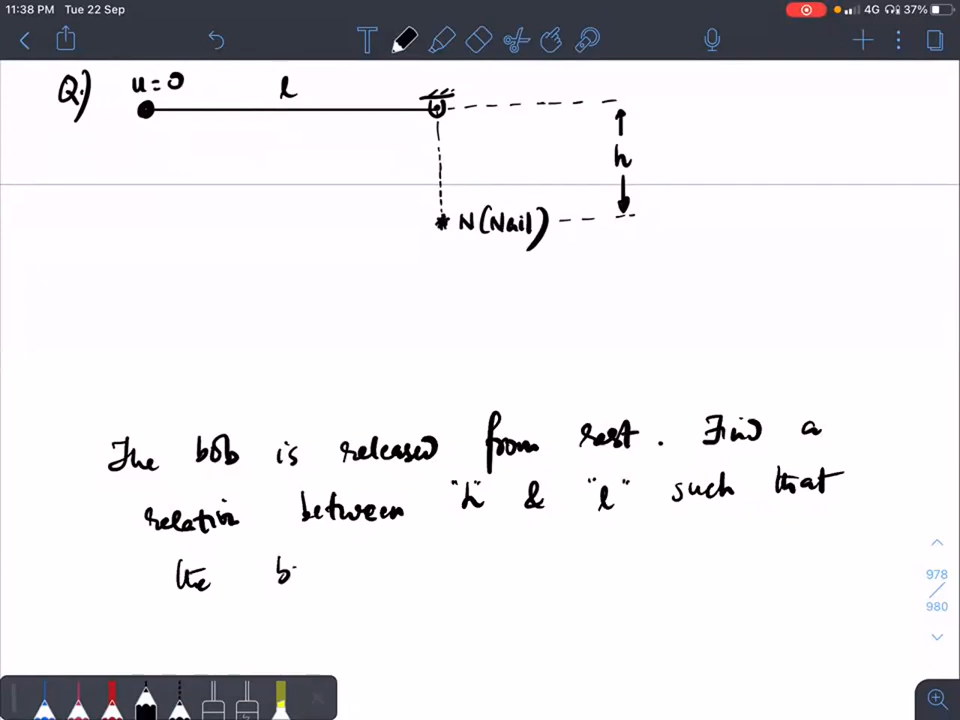 11:38 PM Tue 22 Sep
4G 37%
Q.) u=0 l
h
N(Nail)
The bob is released from rest. Find a
relation between "h" & "l" such that
the b
978
980